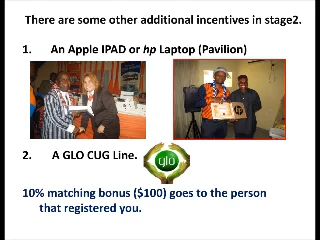 There are some other additional incentives in stage2.
1. An Apple IPAD or hp Laptop (Pavilion)
2. A GLO CUG Line.
glo
10% matching bonus ($100) goes to the person
that registered you.